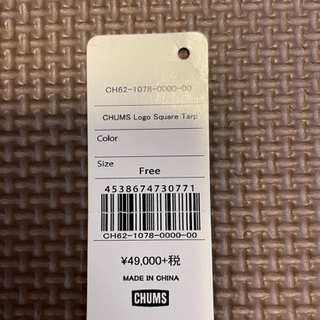 CH62-1078-0000-00
CHUMS Logo Square Tarp
Color
Size
Free
4538674730771
CH62-1078-0000-00
¥49,000+税
MADE IN CHINA
CHUMS